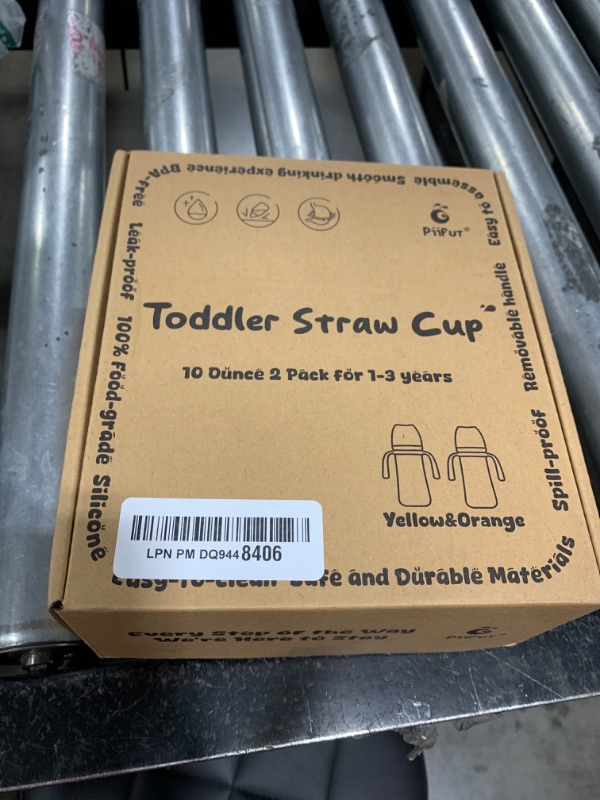 BPA-free Smooth drinking experience Easy to assemble
PiiFUT®
Toddler Straw Cup
10 Ounce 2 Pack for 1-3 years
Yellow&Orange
Leak-proof 100% Food-grade Silicone
Removable handle
Spill-proof
LPN PM DQ9448406
Easy-to-clean Safe and Durable Materials
Every Step of the Way
We're Here to Stay
PiiFUT®